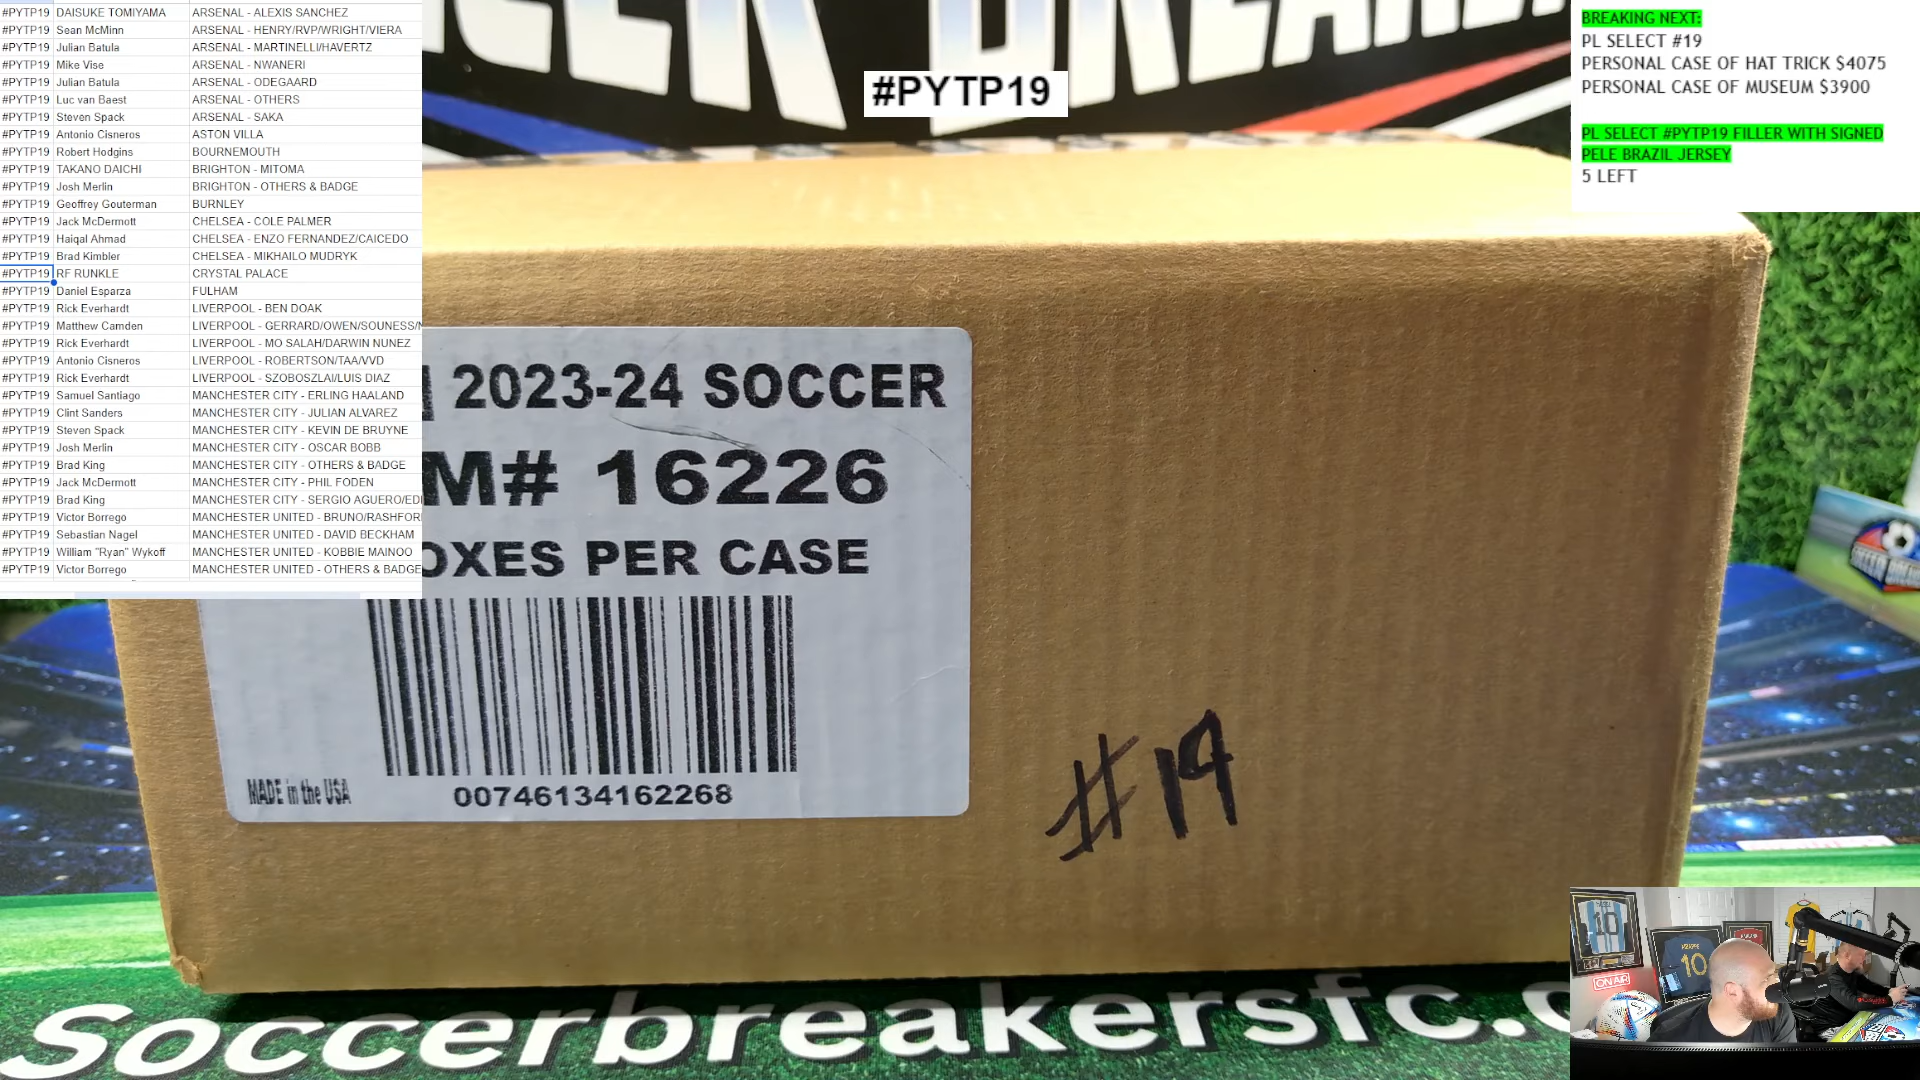 #PYTP19 DAISUKE TOMIYAMA ARSENAL - ALEXIS SANCHEZ
#PYTP19 Sean McMinn ARSENAL - HENRY/RVP/WRIGHT/VIERA
#PYTP19 Julian Batula ARSENAL - MARTINELLI/HAVERTZ
#PYTP19 Mike Vise ARSENAL - NWANERI
#PYTP19 Julian Batula ARSENAL - ODEGAARD
#PYTP19 Luc van Baest ARSENAL - OTHERS
#PYTP19 Steven Spack ARSENAL - SAKA
#PYTP19 Antonio Cisneros ASTON VILLA
#PYTP19 Robert Hodgins BOURNEMOUTH
#PYTP19 TAKANO DAICHI BRIGHTON - MITOMA
#PYTP19 Josh Merlin BRIGHTON - OTHERS & BADGE
#PYTP19 Geoffrey Gouterman BURNLEY
#PYTP19 Jack McDermott CHELSEA - COLE PALMER
#PYTP19 Haiqal Ahmad CHELSEA - ENZO FERNANDEZ/CAICEDO
#PYTP19 Brad Kimbler CHELSEA - MIKHAILO MUDRYK
#PYTP19 RF RUNKLE CRYSTAL PALACE
#PYTP19 Daniel Esparza FULHAM
#PYTP19 Rick Everhardt LIVERPOOL - BEN DOAK
#PYTP19 Matthew Camden LIVERPOOL - GERRARD/OWEN/SOUNESS/
#PYTP19 Rick Everhardt LIVERPOOL - MO SALAH/DARWIN NUNEZ
#PYTP19 Antonio Cisneros LIVERPOOL - ROBERTSON/TAA/VVD
#PYTP19 Rick Everhardt LIVERPOOL - SZOBOSZLAI/LUIS DIAZ
#PYTP19 Samuel Santiago MANCHESTER CITY - ERLING HAALAND
#PYTP19 Clint Sanders MANCHESTER CITY - JULIAN ALVAREZ
#PYTP19 Steven Spack MANCHESTER CITY - KEVIN DE BRUYNE
#PYTP19 Josh Merlin MANCHESTER CITY - OSCAR BOBB
#PYTP19 Brad King MANCHESTER CITY - OTHERS & BADGE
#PYTP19 Jack McDermott MANCHESTER CITY - PHIL FODEN
#PYTP19 Brad King MANCHESTER CITY - SERGIO AGUERO/ED
#PYTP19 Victor Borrego MANCHESTER UNITED - BRUNO/RASHFOR
#PYTP19 Sebastian Nagel MANCHESTER UNITED - DAVID BECKHAM
#PYTP19 William "Ryan" Wykoff MANCHESTER UNITED - KOBBIE MAINOO
#PYTP19 Victor Borrego MANCHESTER UNITED - OTHERS & BADGE
#PYTP19
BREAKING NEXT:
PL SELECT #19
PERSONAL CASE OF HAT TRICK $4075
PERSONAL CASE OF MUSEUM $3900
PL SELECT #PYTP19 FILLER WITH SIGNED
PELE BRAZIL JERSEY
5 LEFT
2023-24 SOCCER
M# 16226
OXES PER CASE
MADE in the USA
00746134162268
#19
Soccerbreakersfc.c
10
10
ON AIR